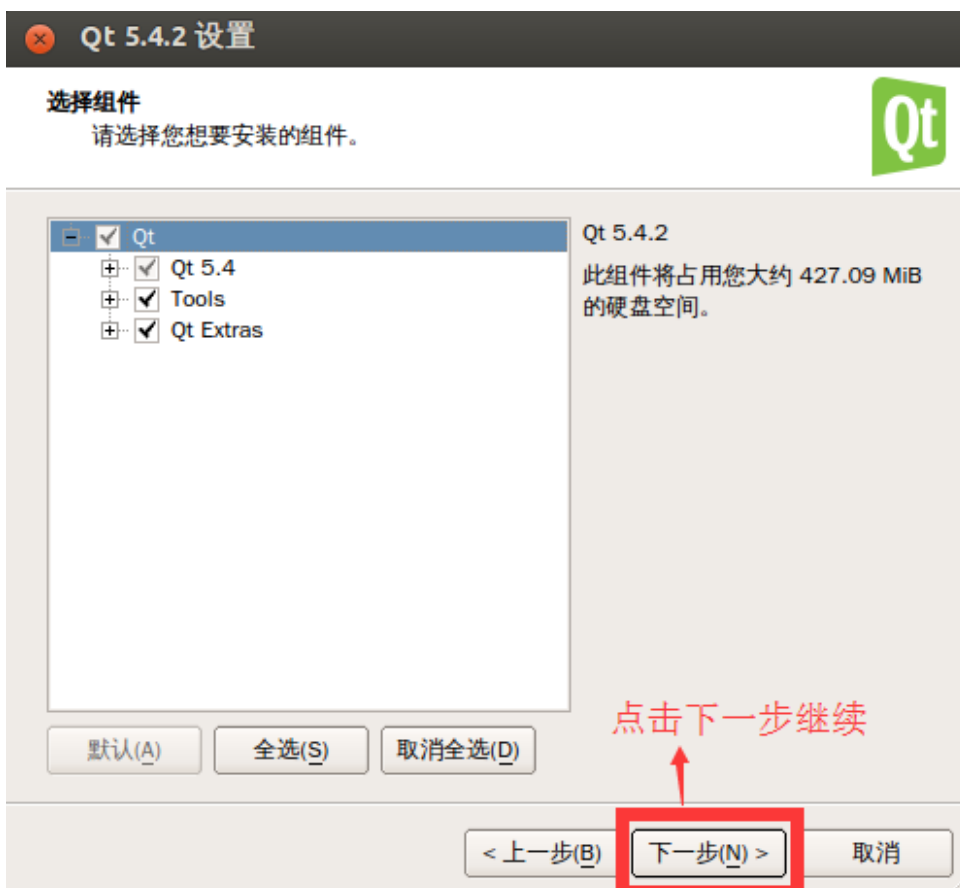 Qt 5.4.2 设置
选择组件
请选择您想要安装的组件。
Qt
Qt
Qt 5.4
Tools
Qt Extras
Qt 5.4.2
此组件将占用您大约 427.09 MiB
的硬盘空间。
点击下一步继续
默认(A)
全选(S)
取消全选(D)
< 上一步(B)
下一步(N) >
取消